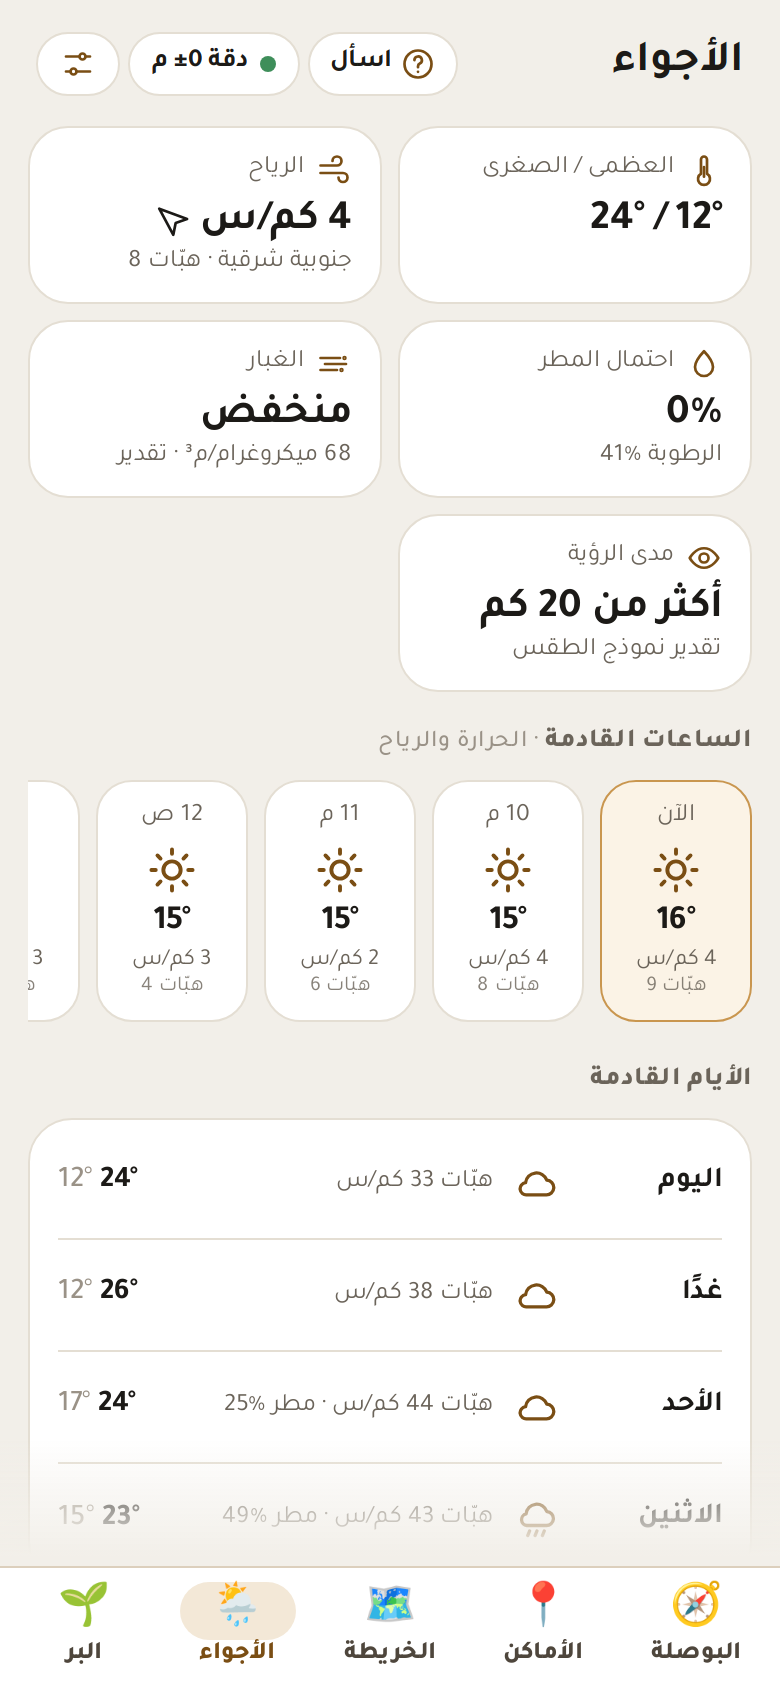 الأجواء
اسأل
دقة 0± م
العظمى / الصغرى
24° / 12°
الرياح
4 كم/س
جنوبية شرقية · هبّات 8
احتمال المطر
0%
الرطوبة 41%
الغبار
منخفض
68 ميكروغرام/م³ · تقدير
مدى الرؤية
أكثر من 20 كم
تقدير نموذج الطقس
الساعات القادمة · الحرارة والرياح
الآن
16°
4 كم/س
هبّات 9
10 م
15°
4 كم/س
هبّات 8
11 م
15°
2 كم/س
هبّات 6
12 ص
15°
3 كم/س
هبّات 4
3
الأيام القادمة
اليوم هبّات 33 كم/س 24° 12°
غدًا هبّات 38 كم/س 26° 12°
الأحد هبّات 44 كم/س · مطر 25% 24° 17°
الاثنين هبّات 43 كم/س · مطر 49% 23° 15°
البوصلة
الأماكن
الخريطة
الأجواء
البر